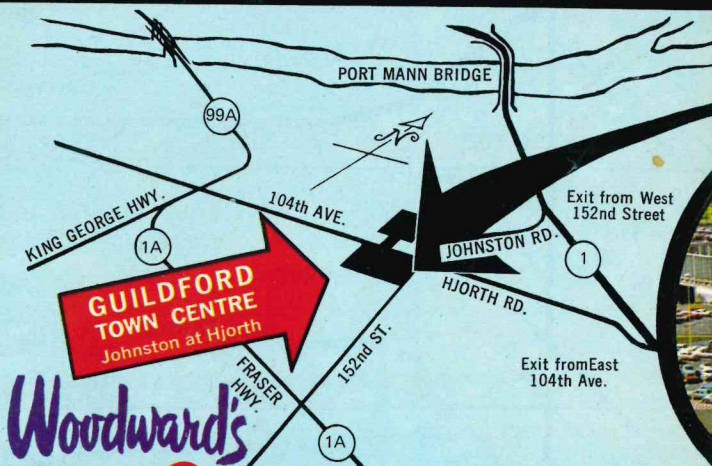 PORT MANN BRIDGE
99A
104th AVE.
Exit from West
152nd Street
KING GEORGE HWY.
1A
JOHNSTON RD.
1
GUILDFORD
TOWN CENTRE
Johnston at Hjorth
HJORTH RD.
152nd ST.
Exit fromEast
104th Ave.
FRASER
HWY.
Woodward's
1A